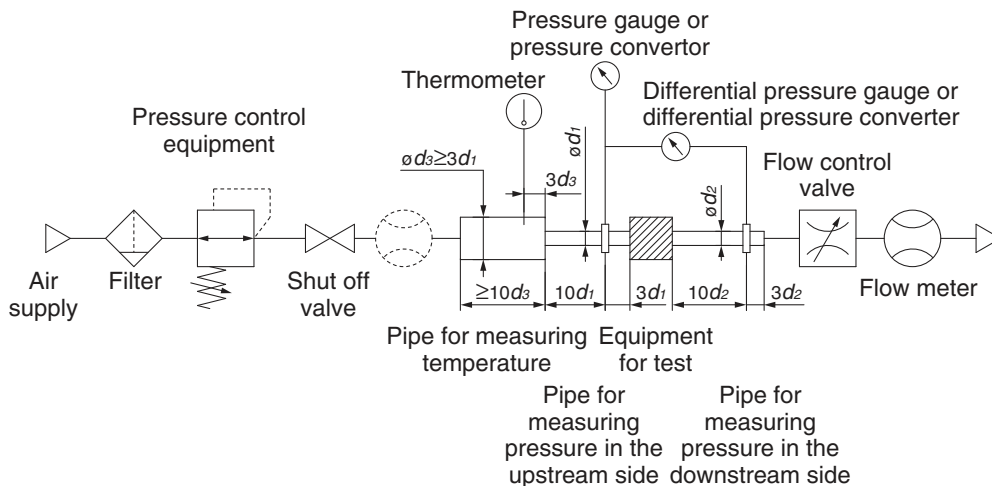 Pressure gauge or
pressure convertor
Thermometer
Differential pressure gauge or
differential pressure converter
Pressure control
equipment
ød3≥3d1
3d3
ød1
ød2
Flow control
valve
Air
supply
Filter
Shut off
valve
≥10d3
10d1
3d1
10d2
3d2
Flow meter
Pipe for measuring
temperature
Equipment
for test
Pipe for
measuring
pressure in the
upstream side
Pipe for
measuring
pressure in the
downstream side